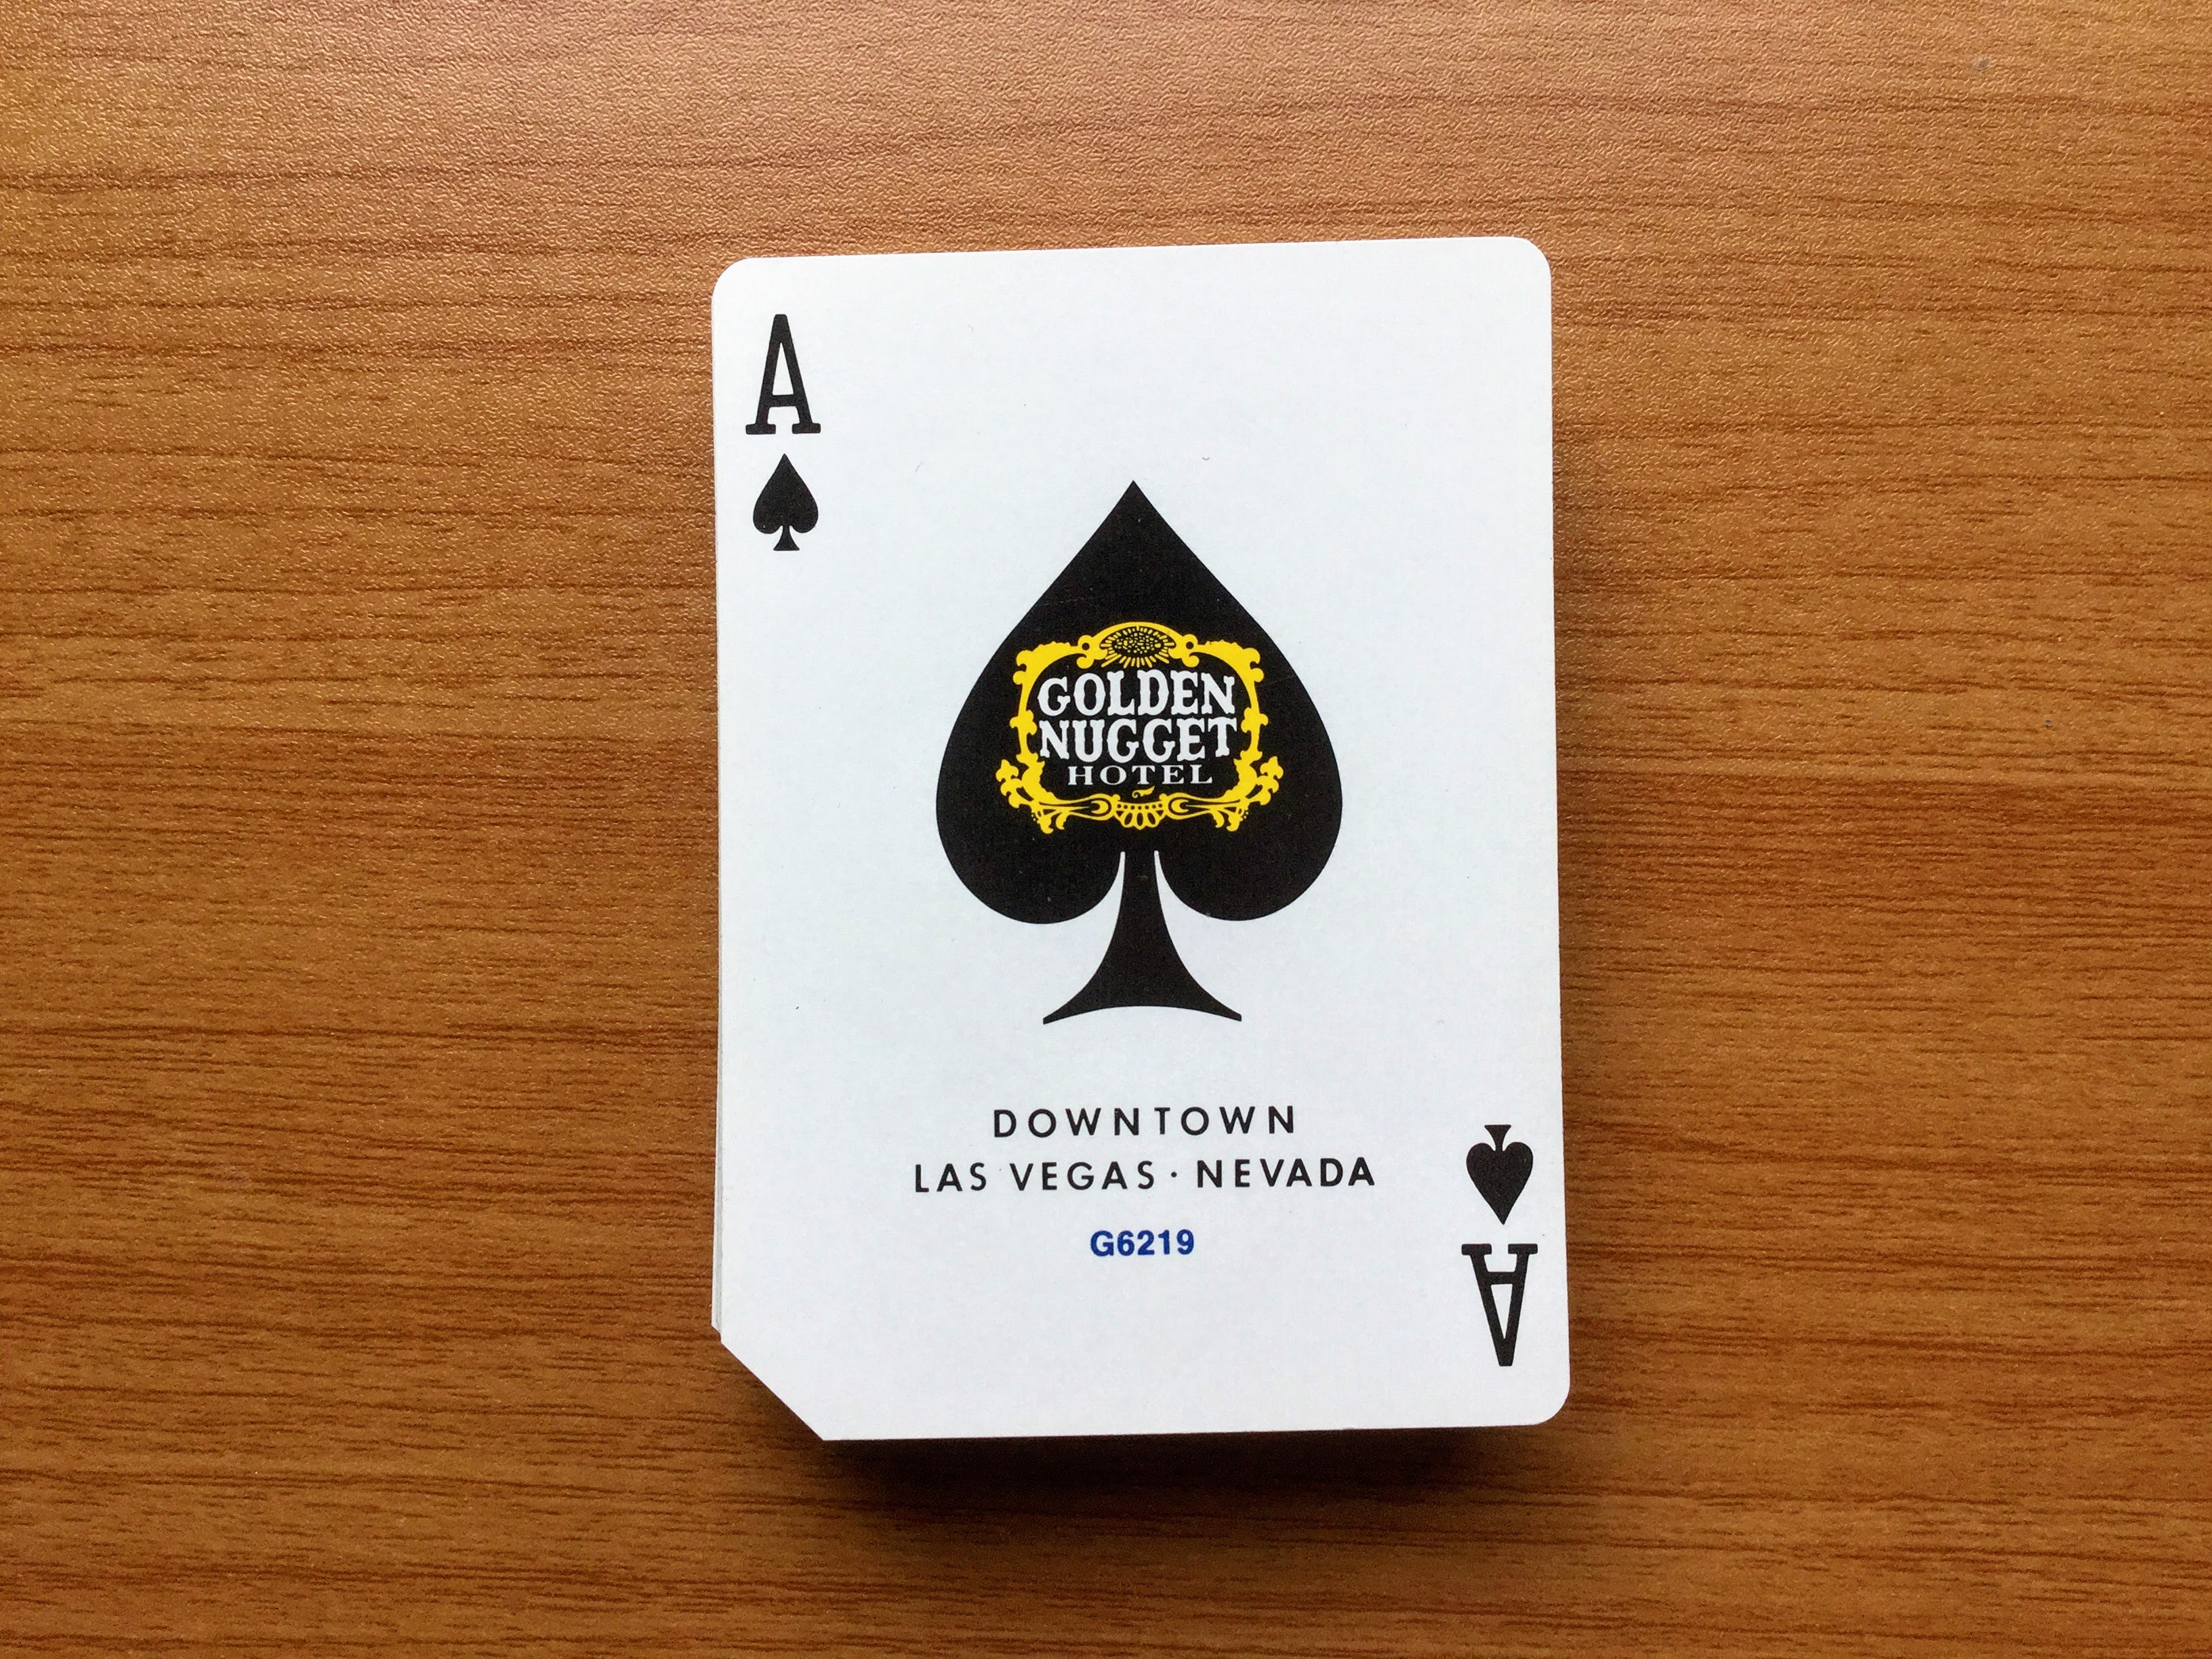 A
GOLDEN
NUGGET
HOTEL
DOWNTOWN
LAS VEGAS · NEVADA
G6219
A